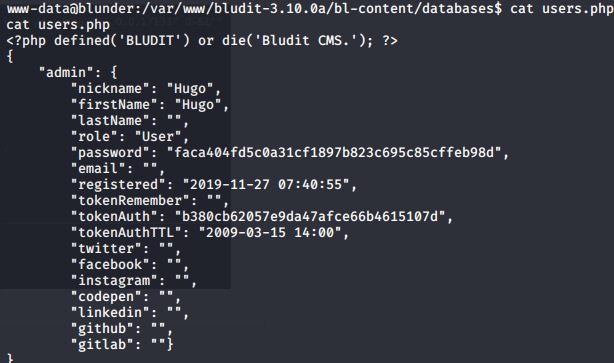 www-data@blunder:/var/www/bludit-3.10.0a/bl-content/databases$ cat users.php
cat users.php
<?php defined('BLUDIT') or die('Bludit CMS.'); ?>
{
    "admin": {
        "nickname": "Hugo",
        "firstName": "Hugo",
        "lastName": "",
        "role": "User",
        "password": "faca404fd5c0a31cf1897b823c695c85cffeb98d",
        "email": "",
        "registered": "2019-11-27 07:40:55",
        "tokenRemember": "",
        "tokenAuth": "b380cb62057e9da47afce66b4615107d",
        "tokenAuthTTL": "2009-03-15 14:00",
        "twitter": "",
        "facebook": "",
        "instagram": "",
        "codepen": "",
        "linkedin": "",
        "github": "",
        "gitlab": ""}
}